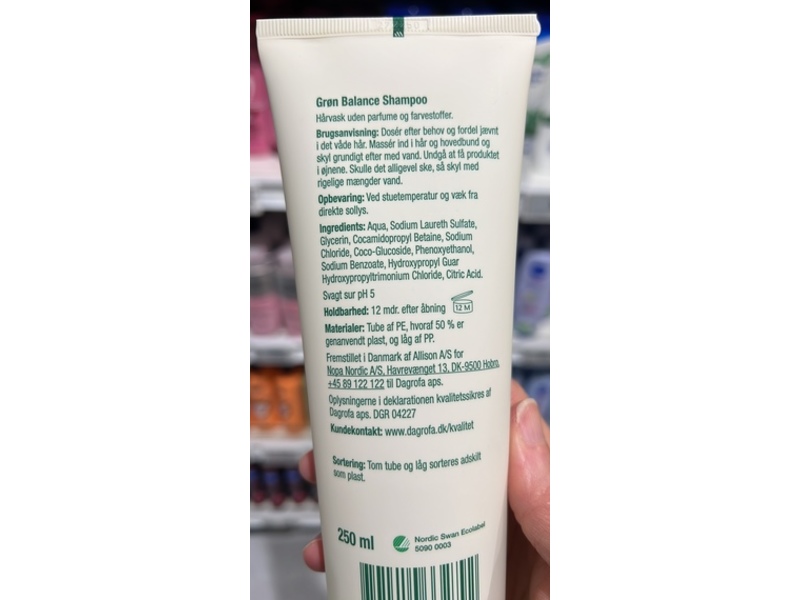 Grøn Balance Shampoo
Hårvask uden parfume og farvestoffer.
Brugsanvisning: Dosér efter behov og fordel jævnt
i det våde hår. Massér ind i hår og hovedbund og
skyl grundigt efter med vand. Undgå at få produktet
i øjnene. Skulle det alligevel ske, så skyl med
rigelige mængder vand.
Opbevaring: Ved stuetemperatur og væk fra
direkte sollys.
Ingredients: Aqua, Sodium Laureth Sulfate,
Glycerin, Cocamidopropyl Betaine, Sodium
Chloride, Coco-Glucoside, Phenoxyethanol,
Sodium Benzoate, Hydroxypropyl Guar
Hydroxypropyltrimonium Chloride, Citric Acid.
Svagt sur pH 5
Holdbarhed: 12 mdr. efter åbning
12 M
Materialer: Tube af PE, hvoraf 50 % er
genanvendt plast, og låg af PP.
Fremstillet i Danmark af Allison A/S for
Nopa Nordic A/S, Havrevænget 13, DK-9500 Hobro,
+45 89 122 122 til Dagrofa aps.
Oplysningerne i deklarationen kvalitetssikres af
Dagrofa aps. DGR 04227
Kundekontakt: www.dagrofa.dk/kvalitet
Sortering: Tom tube og låg sorteres adskilt
som plast.
250 ml
Nordic Swan Ecolabel
5090 0003